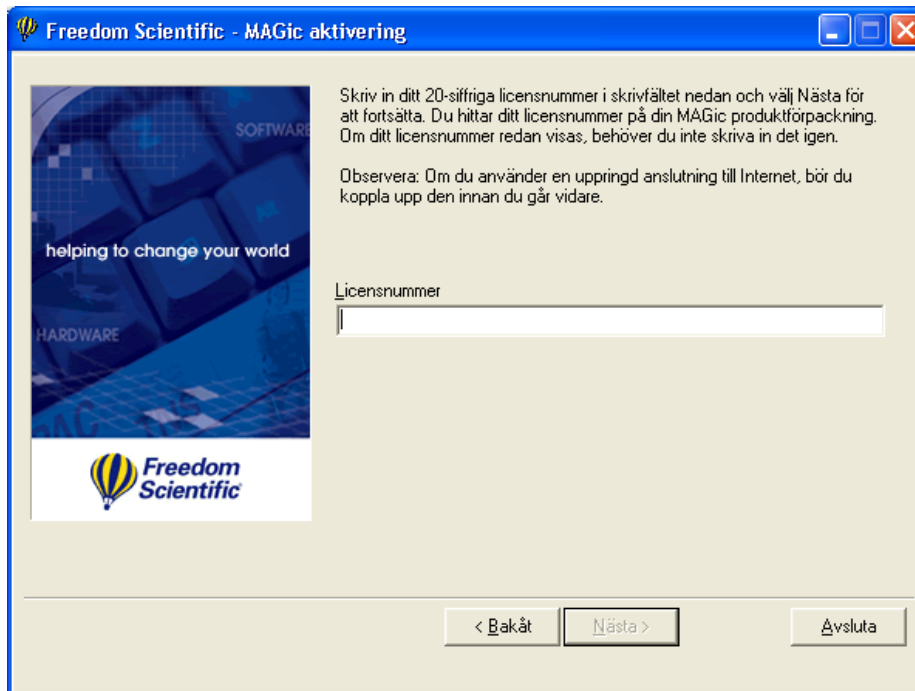 Freedom Scientific - MAGic aktivering
SOFTWARE
helping to change your world
HARDWARE
Freedom
Scientific
Skriv in ditt 20-siffriga licensnummer i skrivfältet nedan och välj Nästa för
att fortsätta. Du hittar ditt licensnummer på din MAGic produktförpackning.
Om ditt licensnummer redan visas, behöver du inte skriva in det igen.
Observera: Om du använder en uppringd anslutning till Internet, bör du
koppla upp den innan du går vidare.
Licensnummer
< Bakåt
Nästa >
Avsluta